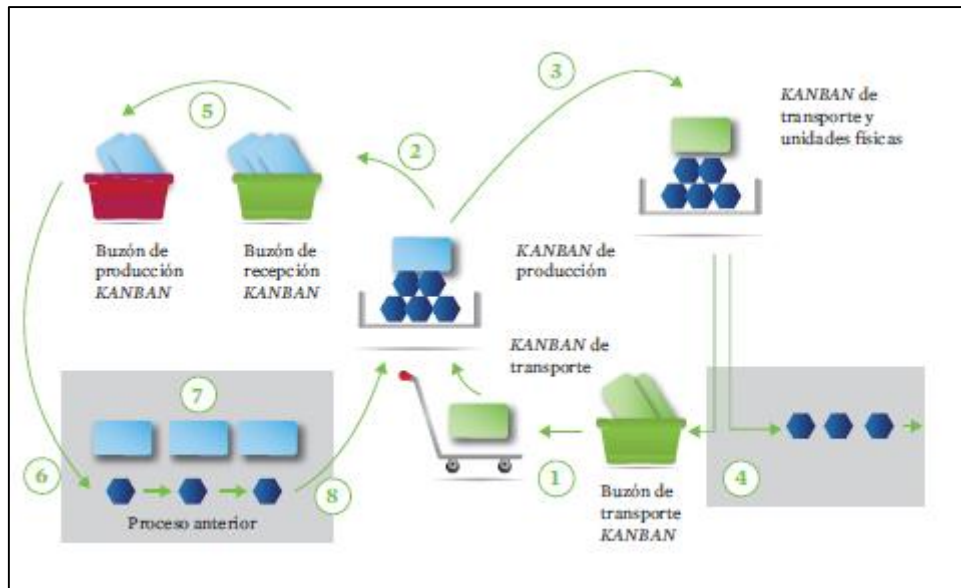 3
KANBAN de
transporte y
unidades físicas
5
2
Buzón de
producción
KANBAN
Buzón de
recepción
KANBAN
KANBAN de
producción
KANBAN de
transporte
7
6
8
1
4
Proceso anterior
Buzón de
transporte
KANBAN